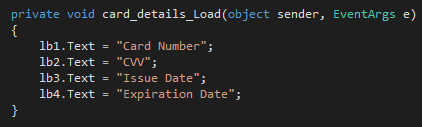 private void card_details_Load(object sender, EventArgs e)
{
    lb1.Text = "Card Number";
    lb2.Text = "CVV";
    lb3.Text = "Issue Date";
    lb4.Text = "Expiration Date";
}